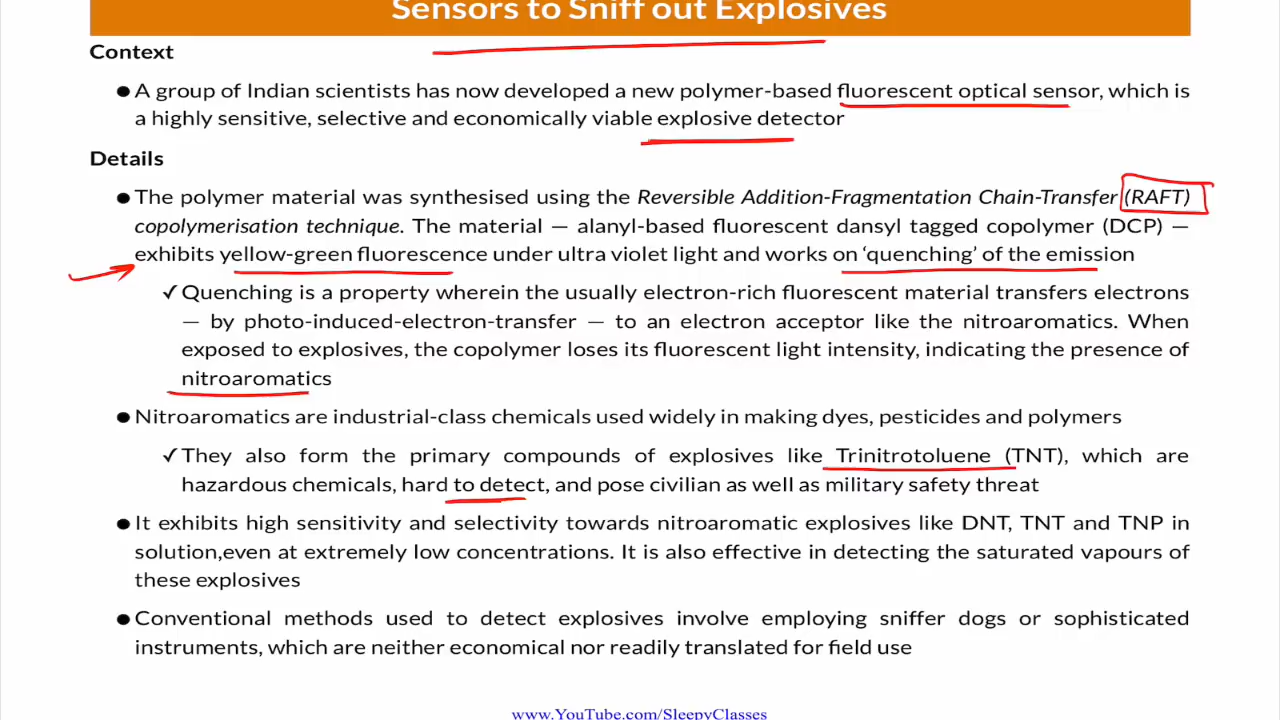 Sensors to Sniff out Explosives
Context
● A group of Indian scientists has now developed a new polymer-based fluorescent optical sensor, which is
a highly sensitive, selective and economically viable explosive detector
Details
● The polymer material was synthesised using the Reversible Addition-Fragmentation Chain-Transfer (RAFT)
copolymerisation technique. The material — alanyl-based fluorescent dansyl tagged copolymer (DCP) —
exhibits yellow-green fluorescence under ultra violet light and works on ‘quenching’ of the emission
✓ Quenching is a property wherein the usually electron-rich fluorescent material transfers electrons
— by photo-induced-electron-transfer — to an electron acceptor like the nitroaromatics. When
exposed to explosives, the copolymer loses its fluorescent light intensity, indicating the presence of
nitroaromatics
● Nitroaromatics are industrial-class chemicals used widely in making dyes, pesticides and polymers
✓ They also form the primary compounds of explosives like Trinitrotoluene (TNT), which are
hazardous chemicals, hard to detect, and pose civilian as well as military safety threat
● It exhibits high sensitivity and selectivity towards nitroaromatic explosives like DNT, TNT and TNP in
solution,even at extremely low concentrations. It is also effective in detecting the saturated vapours of
these explosives
● Conventional methods used to detect explosives involve employing sniffer dogs or sophisticated
instruments, which are neither economical nor readily translated for field use
www.YouTube.com/SleepyClasses